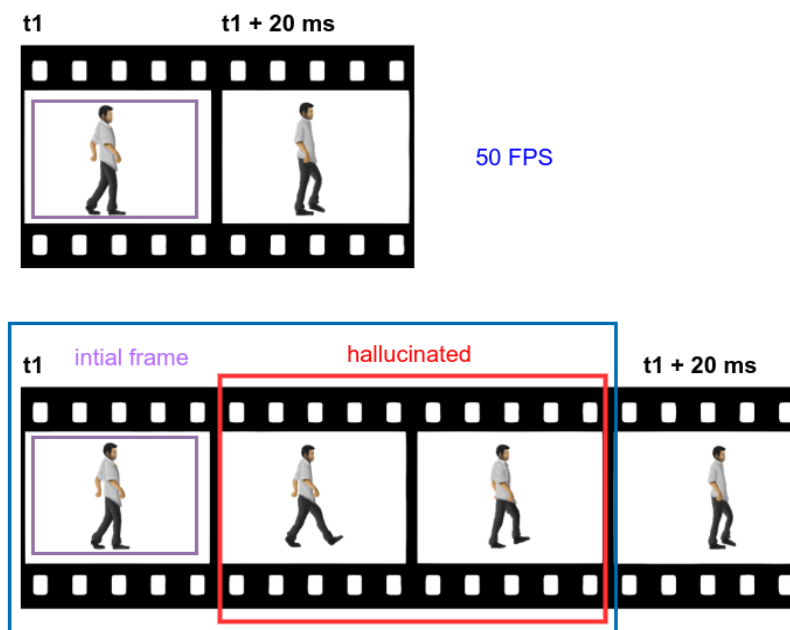 t1
t1 + 20 ms
50 FPS
t1
intial frame
hallucinated
t1 + 20 ms